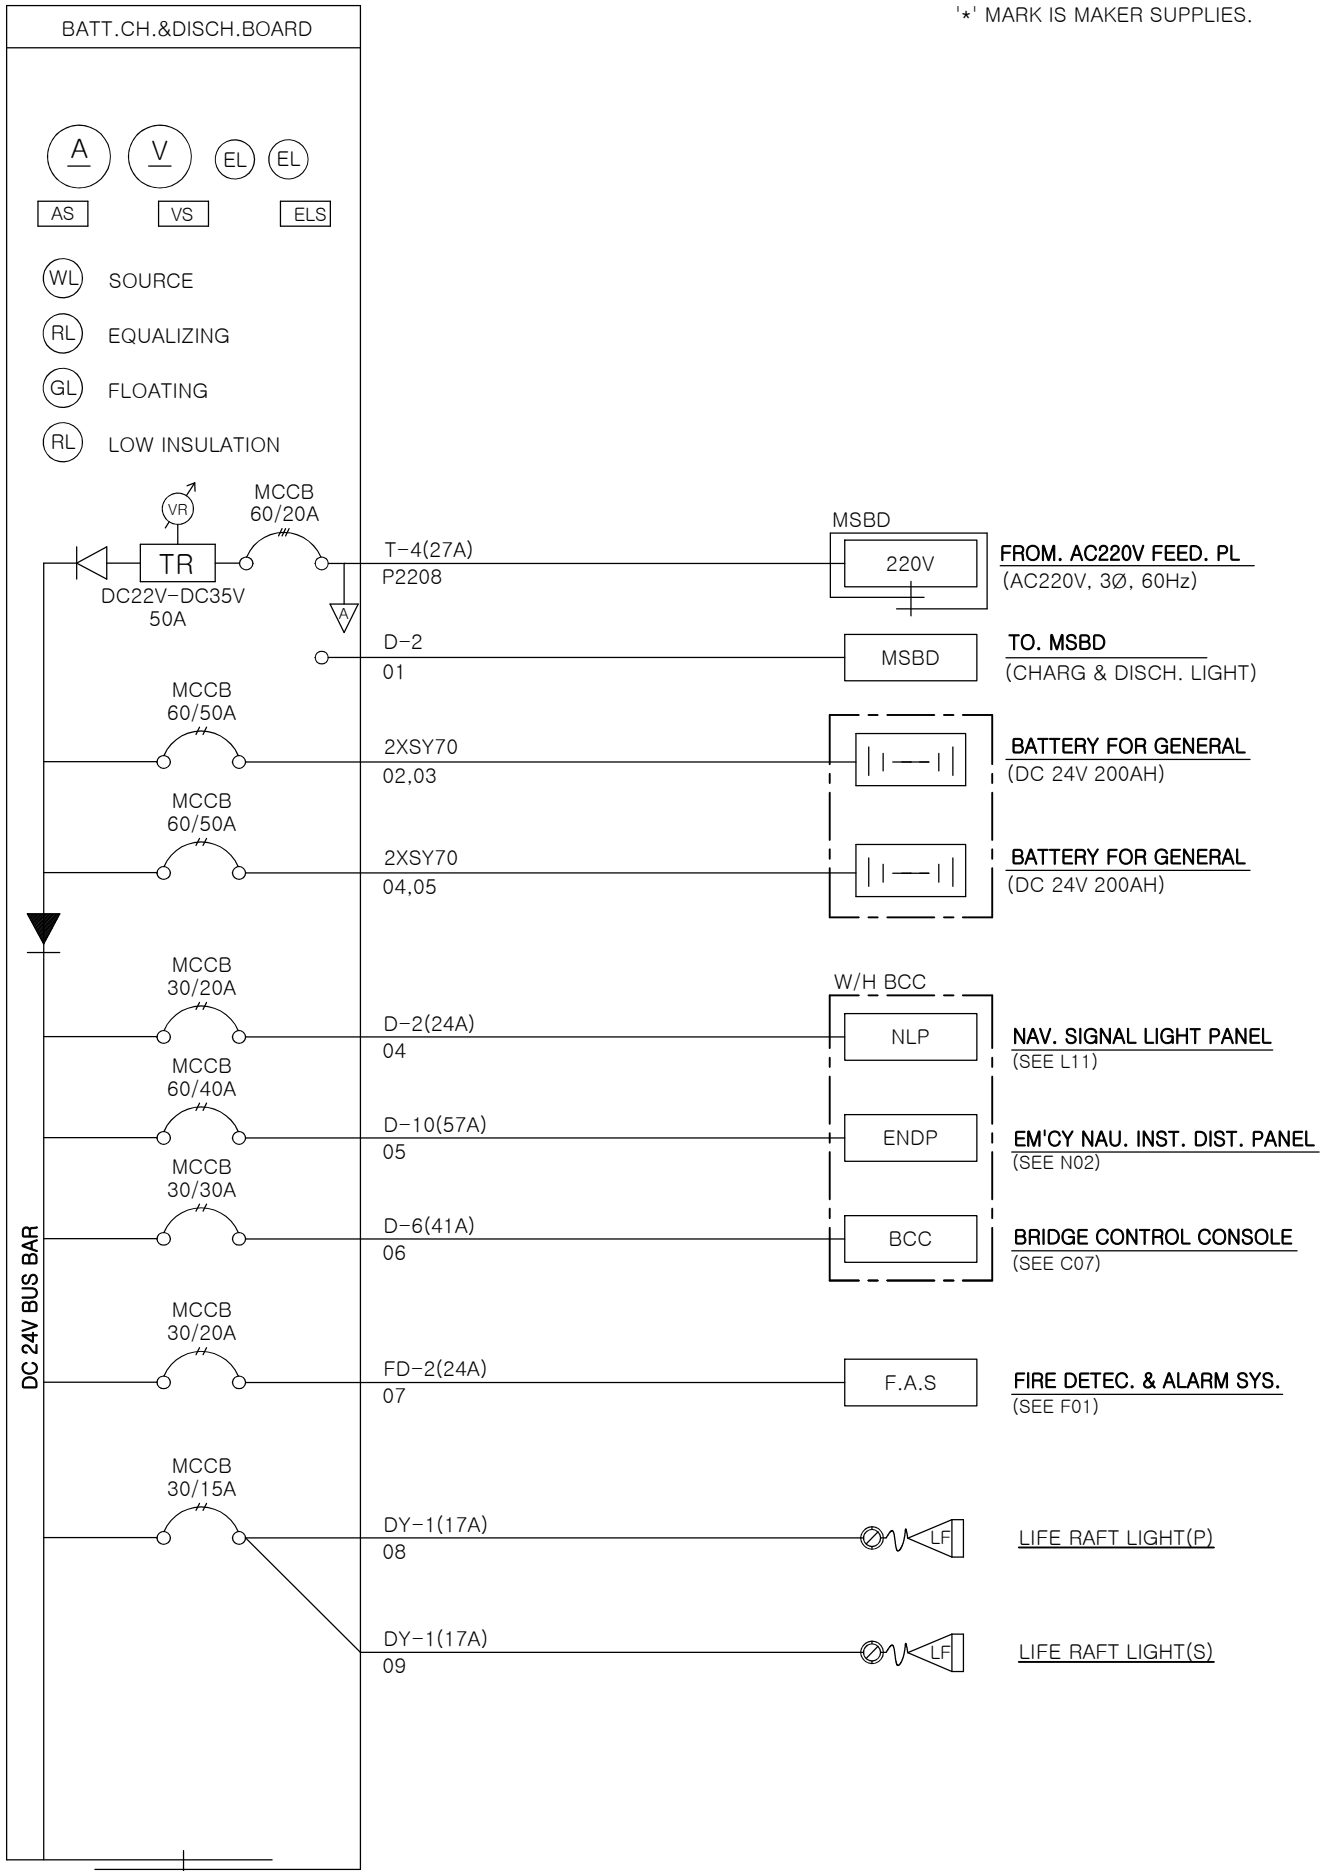 BATT.CH.&DISCH.BOARD
'*' MARK IS MAKER SUPPLIES.
A
V
EL
EL
AS
VS
ELS
WL SOURCE
RL EQUALIZING
GL FLOATING
RL LOW INSULATION
VR
MCCB
60/20A
TR
DC22V-DC35V
50A
A
T-4(27A)
P2208
MSBD
220V
FROM. AC220V FEED. PL
(AC220V, 3Ø, 60Hz)
D-2
01
MSBD
TO. MSBD
(CHARG & DISCH. LIGHT)
MCCB
60/50A
2XSY70
02,03
BATTERY FOR GENERAL
(DC 24V 200AH)
MCCB
60/50A
2XSY70
04,05
BATTERY FOR GENERAL
(DC 24V 200AH)
DC 24V BUS BAR
W/H BCC
MCCB
30/20A
D-2(24A)
04
NLP
NAV. SIGNAL LIGHT PANEL
(SEE L11)
MCCB
60/40A
D-10(57A)
05
ENDP
EM'CY NAU. INST. DIST. PANEL
(SEE N02)
MCCB
30/30A
D-6(41A)
06
BCC
BRIDGE CONTROL CONSOLE
(SEE C07)
MCCB
30/20A
FD-2(24A)
07
F.A.S
FIRE DETEC. & ALARM SYS.
(SEE F01)
MCCB
30/15A
DY-1(17A)
08
LF
LIFE RAFT LIGHT(P)
DY-1(17A)
09
LF
LIFE RAFT LIGHT(S)